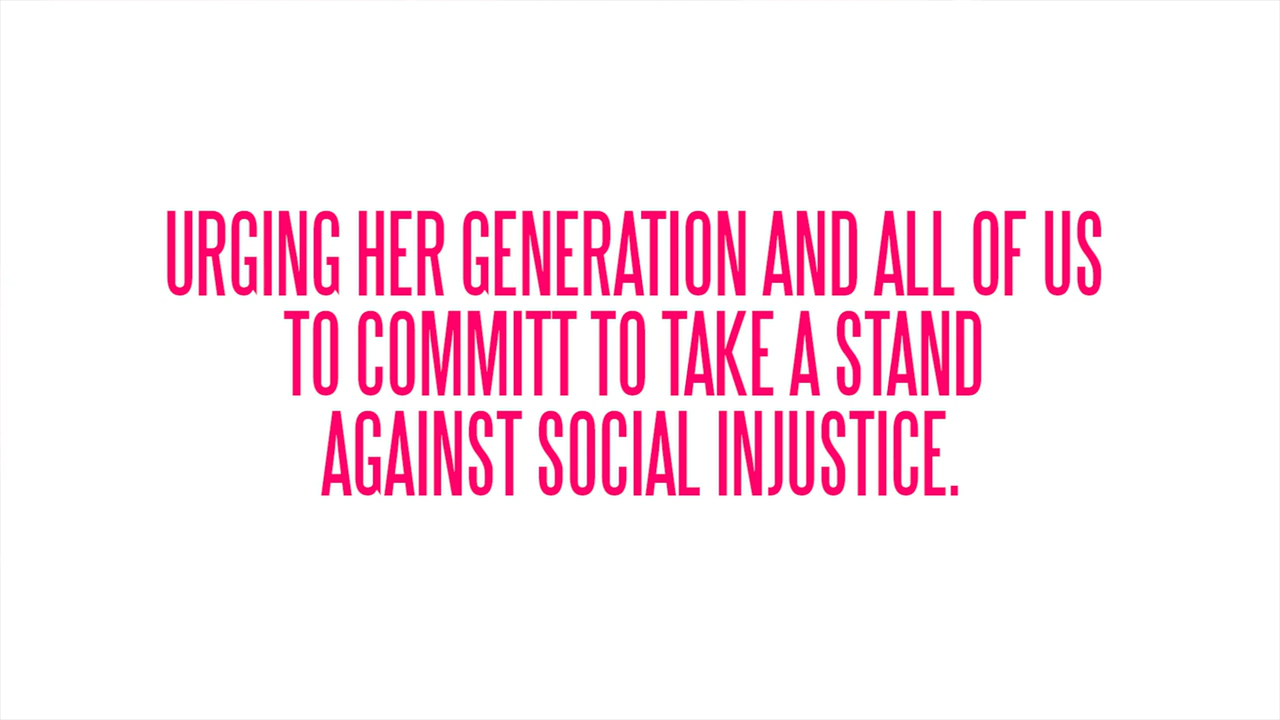 URGING HER GENERATION AND ALL OF US
TO COMMITT TO TAKE A STAND
AGAINST SOCIAL INJUSTICE.